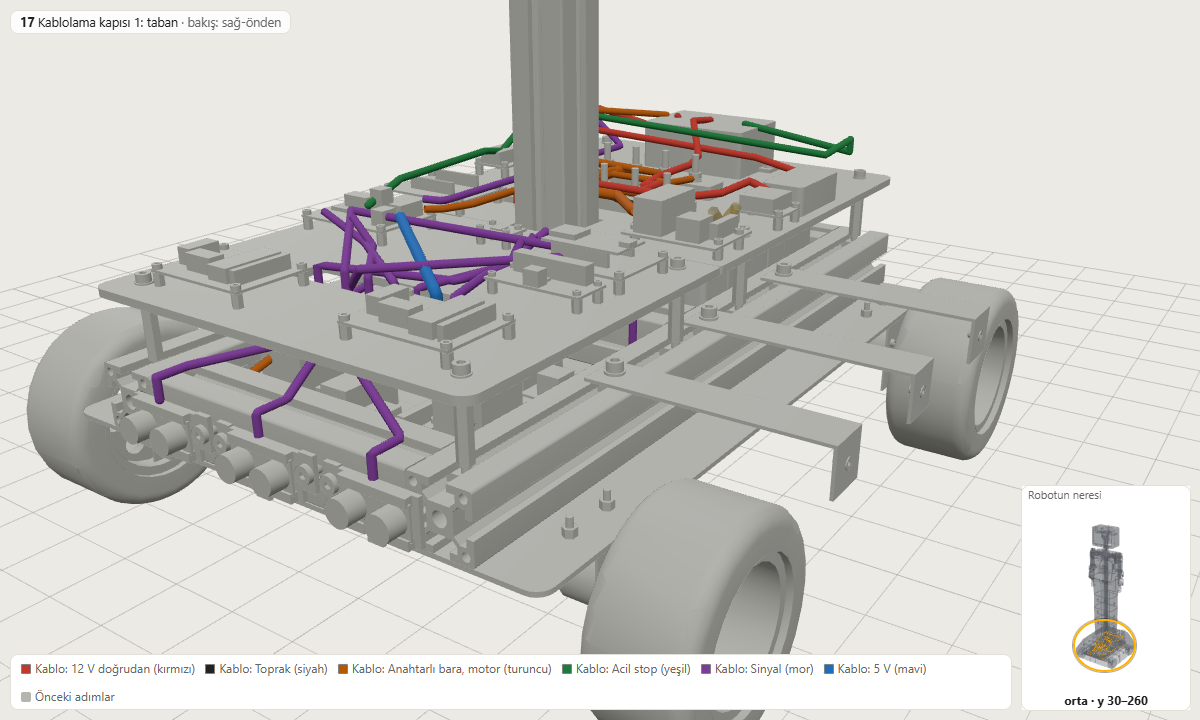 17 Kablolama kapısı 1: taban · bakış: sağ-önden
Robotun neresi
orta · y 30–260
Kablo: 12 V doğrudan (kırmızı)
Kablo: Toprak (siyah)
Kablo: Anahtarlı bara, motor (turuncu)
Kablo: Acil stop (yeşil)
Kablo: Sinyal (mor)
Kablo: 5 V (mavi)
Önceki adımlar